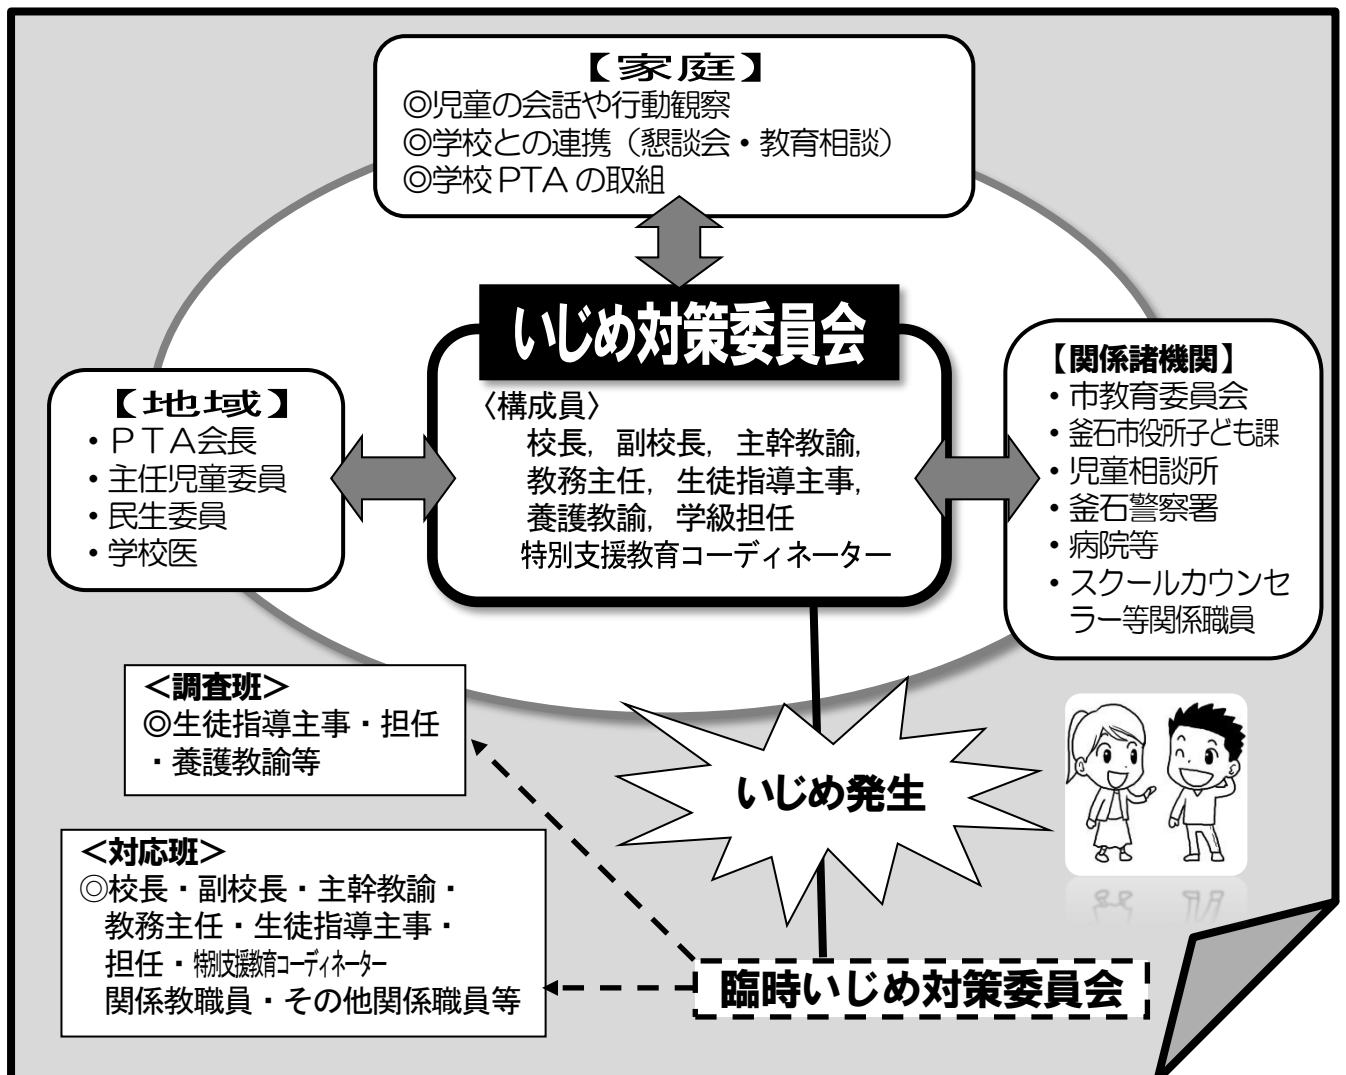 【家庭】
◎児童の会話や行動観察
◎学校との連携（懇談会・教育相談）
◎学校PTAの取組
いじめ対策委員会
〈構成員〉
校長，副校長，主幹教諭，
教務主任，生徒指導主事，
養護教諭，学級担任
特別支援教育コーディネーター
【地域】
・ＰＴＡ会長
・主任児童委員
・民生委員
・学校医
【関係諸機関】
・市教育委員会
・釜石市役所子ども課
・児童相談所
・釜石警察署
・病院等
・スクールカウンセ
ラー等関係職員
＜調査班＞
◎生徒指導主事・担任
・養護教諭等
いじめ発生
＜対応班＞
◎校長・副校長・主幹教諭・
教務主任・生徒指導主事・
担任・特別支援教育コーディネーター
関係教職員・その他関係職員等
臨時いじめ対策委員会